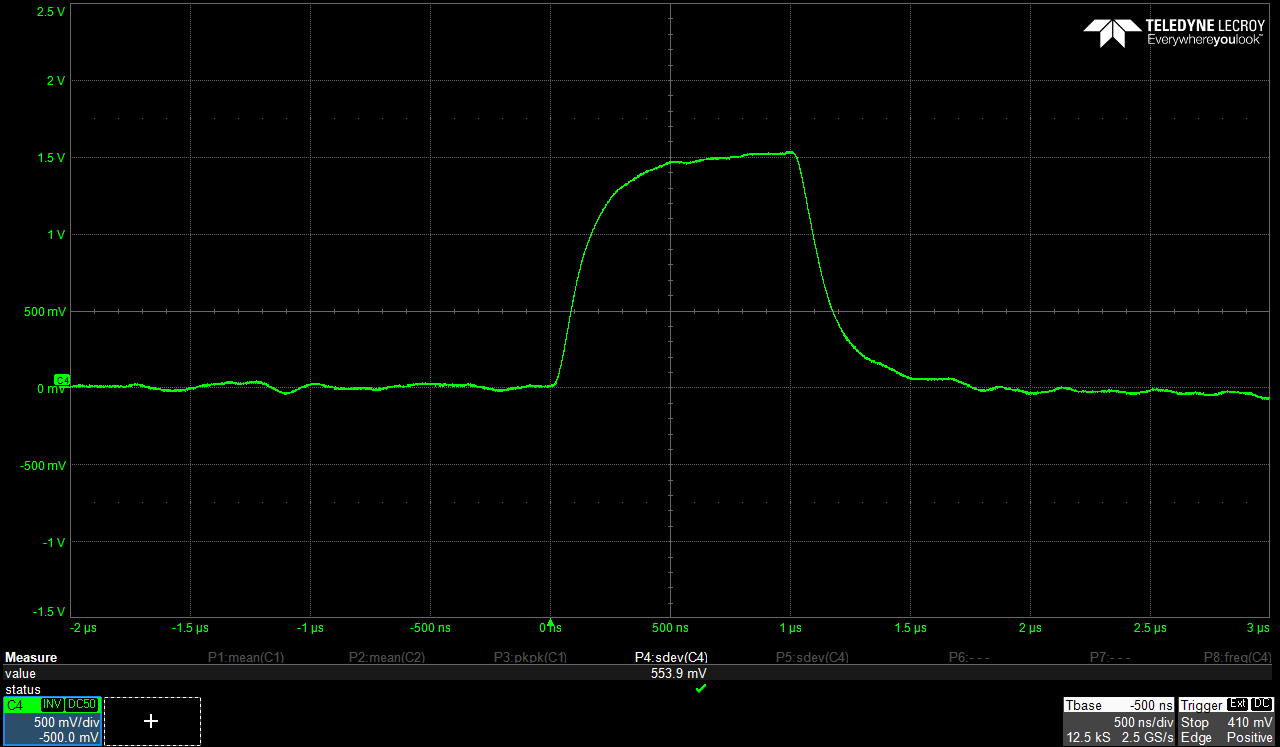 2.5 V
TELEDYNE LECROY
Everywhereyoulook™
2 V
1.5 V
1 V
500 mV
C4
0 mV
-500 mV
-1 V
-1.5 V
-2 µs -1.5 µs -1 µs -500 ns 0 ns 500 ns 1 µs 1.5 µs 2 µs 2.5 µs 3 µs
Measure P1:mean(C1) P2:mean(C2) P3:pkpk(C1) P4:sdev(C4) P5:sdev(C4) P6:- - - P7:- - - P8:freq(C4)
value 553.9 mV
status
C4 INV DC50
500 mV/div
-500.0 mV
+
Tbase -500 ns
500 ns/div
12.5 kS 2.5 GS/s
Trigger Ext DC
Stop 410 mV
Edge Positive